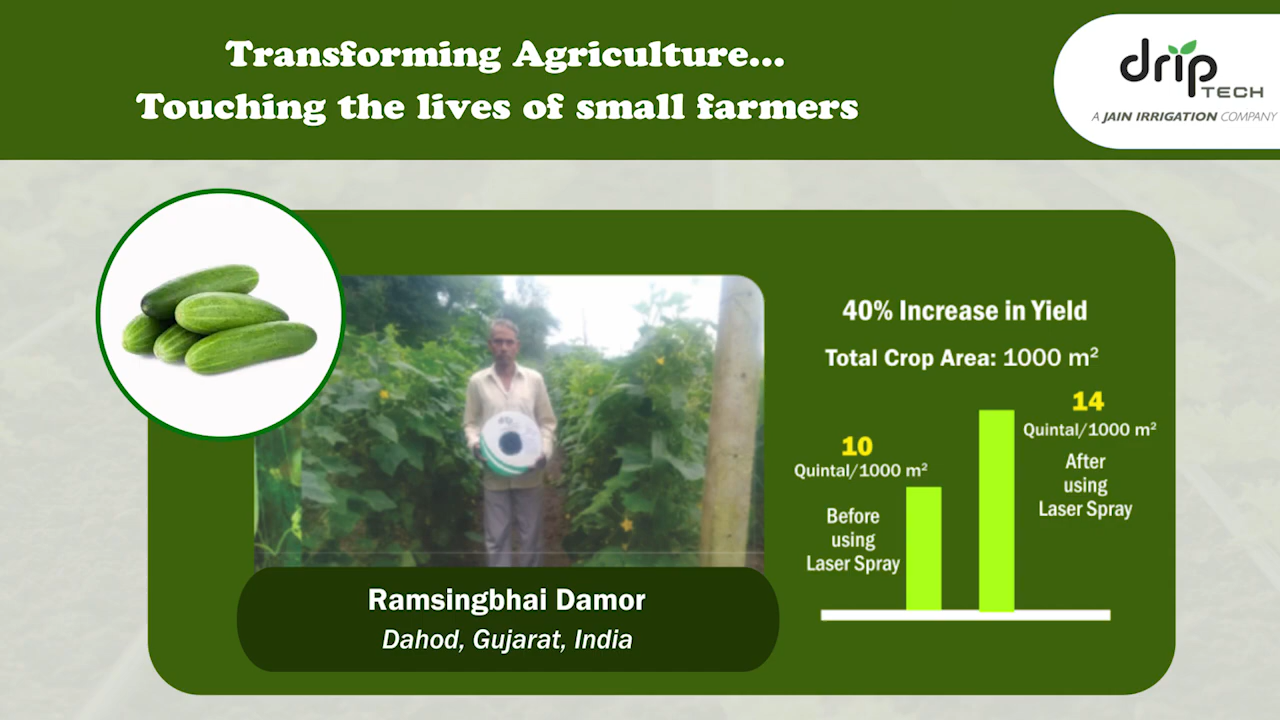 Transforming Agriculture...
Touching the lives of small farmers
drip
TECH
A JAIN IRRIGATION COMPANY
40% Increase in Yield
Total Crop Area: 1000 m²
14
Quintal/1000 m²
After
using
Laser Spray
10
Quintal/1000 m²
Before
using
Laser Spray
Ramsingbhai Damor
Dahod, Gujarat, India